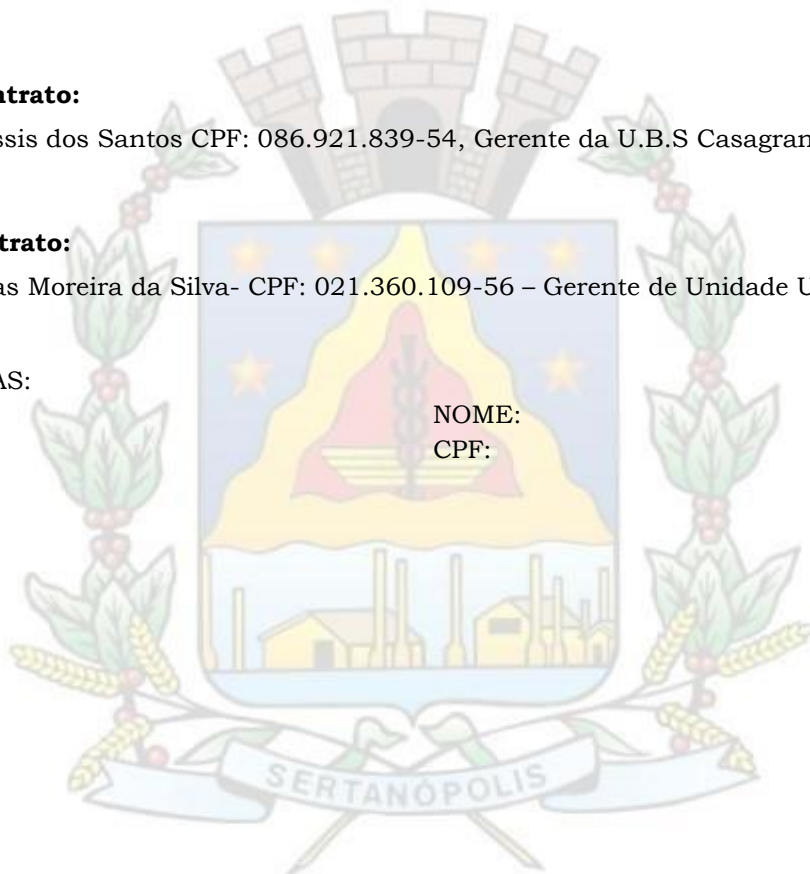 ntrato:
ssis dos Santos CPF: 086.921.839-54, Gerente da U.B.S Casagran
trato:
as Moreira da Silva- CPF: 021.360.109-56 – Gerente de Unidade U
AS:
NOME:
CPF:
SERTANÓPOLIS